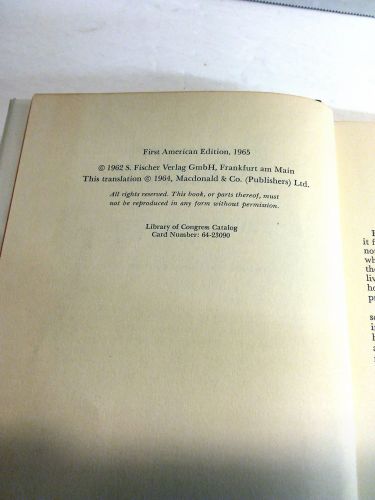 First American Edition, 1965
© 1962 S. Fischer Verlag GmbH, Frankfurt am Main
This translation © 1964, Macdonald & Co. (Publishers) Ltd.
All rights reserved. This book, or parts thereof, must
not be reproduced in any form without permission.
Library of Congress Catalog
Card Number: 64-23090